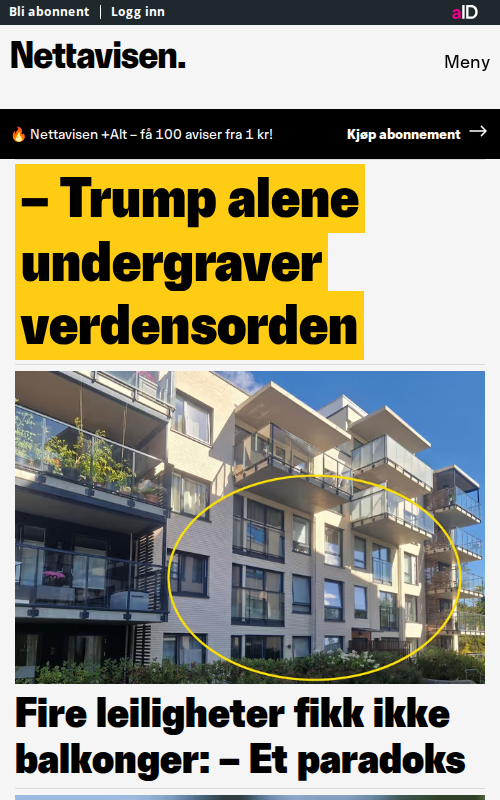 Bli abonnent | Logg inn
aID
Nettavisen.
Meny
🔥 Nettavisen +Alt – få 100 aviser fra 1 kr!
Kjøp abonnement →
– Trump alene
undergraver
verdensorden
Fire leiligheter fikk ikke
balkonger: – Et paradoks